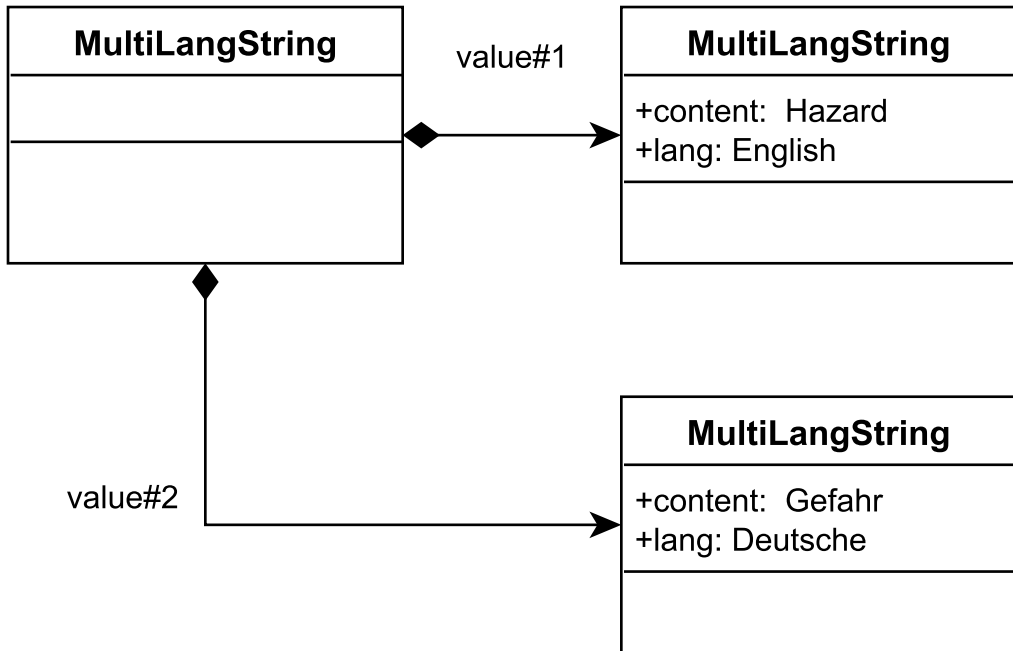 MultiLangString
value#1
MultiLangString
+content: Hazard
+lang: English
value#2
MultiLangString
+content: Gefahr
+lang: Deutsche